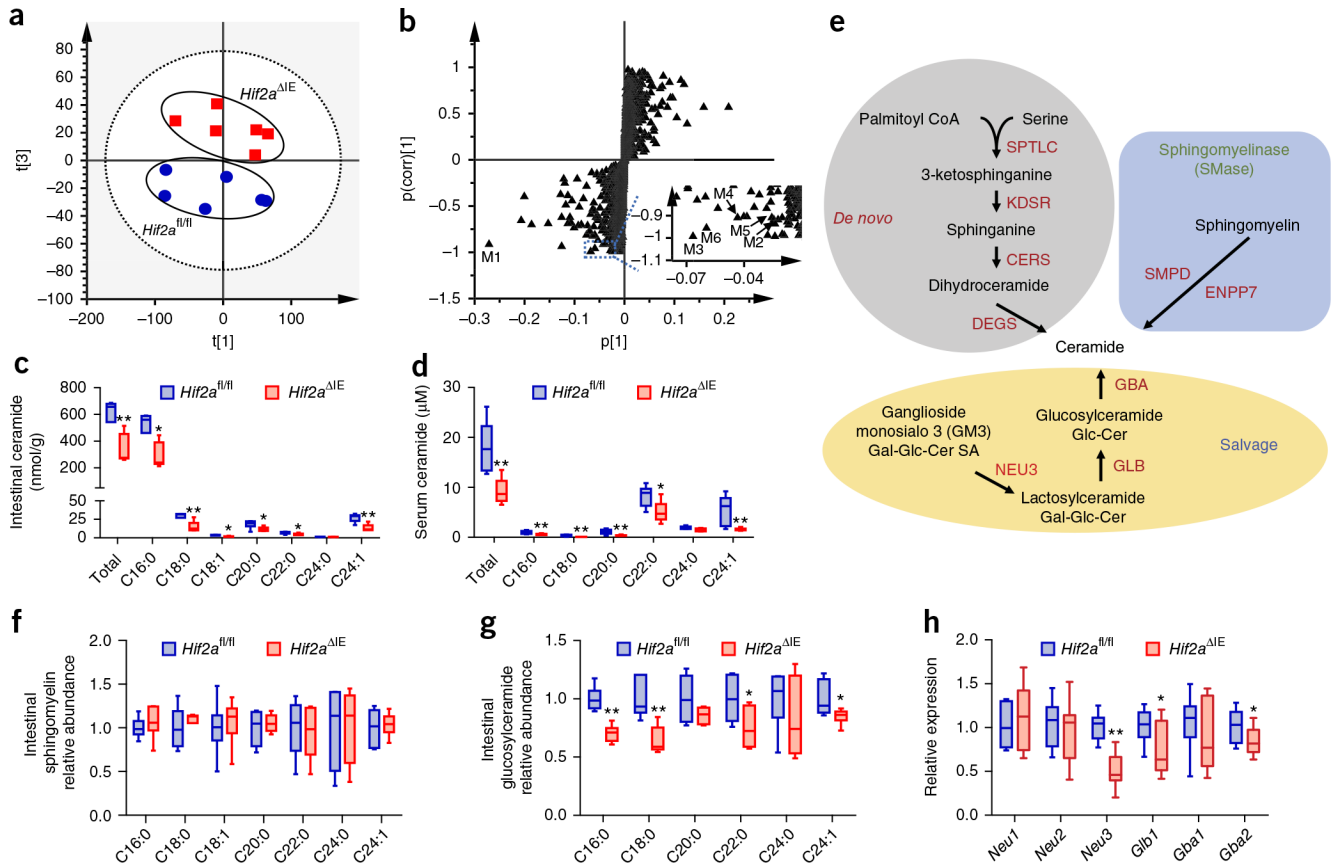 a
t[3]
80
60
40
20
0
−20
−40
−60
−80
−100
−200
−100
0
100
t[1]
Hif2aΔIE
Hif2afl/fl
b
p(corr)[1]
1
0.5
0
−0.5
−1
−1.5
−0.3
−0.2
−0.1
0
0.1
0.2
p[1]
M1
M4
M5
M2
M6
M3
−0.9
−1
−1.1
−0.07
−0.04
c
Intestinal ceramide
(nmol/g)
Hif2afl/fl
Hif2aΔIE
800
600
400
200
50
25
0
**
*
**
*
*
*
**
Total
C16:0
C18:0
C18:1
C20:0
C22:0
C24:0
C24:1
d
Serum ceramide (μM)
Hif2afl/fl
Hif2aΔIE
30
20
10
0
**
**
**
**
*
**
Total
C16:0
C18:0
C20:0
C22:0
C24:0
C24:1
e
Palmitoyl CoA
Serine
SPTLC
3-ketosphinganine
KDSR
De novo
Sphinganine
CERS
Dihydroceramide
DEGS
Ceramide
Sphingomyelinase
(SMase)
Sphingomyelin
SMPD
ENPP7
GBA
Ganglioside
monosialo 3 (GM3)
Gal-Glc-Cer SA
Glucosylceramide
Glc-Cer
Salvage
NEU3
GLB
Lactosylceramide
Gal-Glc-Cer
f
Intestinal
sphingomyelin
relative abundance
Hif2afl/fl
Hif2aΔIE
2.0
1.5
1.0
0.5
0.0
C16:0
C18:0
C18:1
C20:0
C22:0
C24:0
C24:1
g
Intestinal
glucosylceramide
relative abundance
Hif2afl/fl
Hif2aΔIE
1.5
1.0
0.5
0.0
**
**
*
*
C16:0
C18:0
C20:0
C22:0
C24:0
C24:1
h
Relative expression
Hif2afl/fl
Hif2aΔIE
2.0
1.5
1.0
0.5
0.0
**
*
*
Neu1
Neu2
Neu3
Glb1
Gba1
Gba2